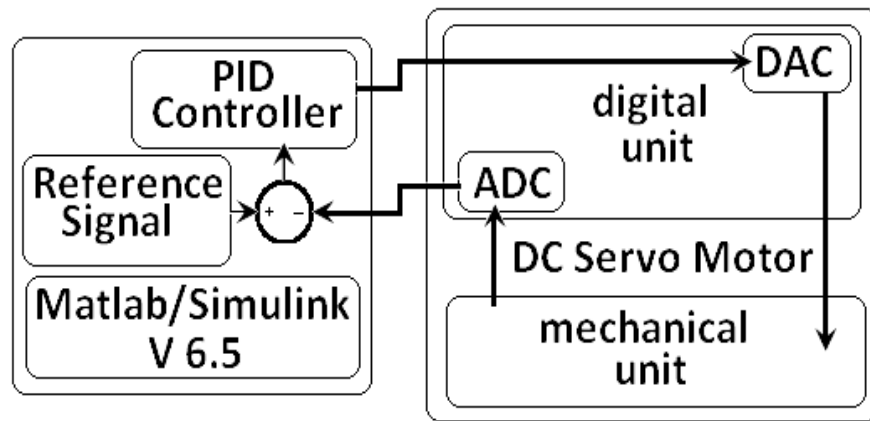 PID
Controller
Reference
Signal
+ −
Matlab/Simulink
V 6.5
DAC
digital
unit
ADC
DC Servo Motor
mechanical
unit